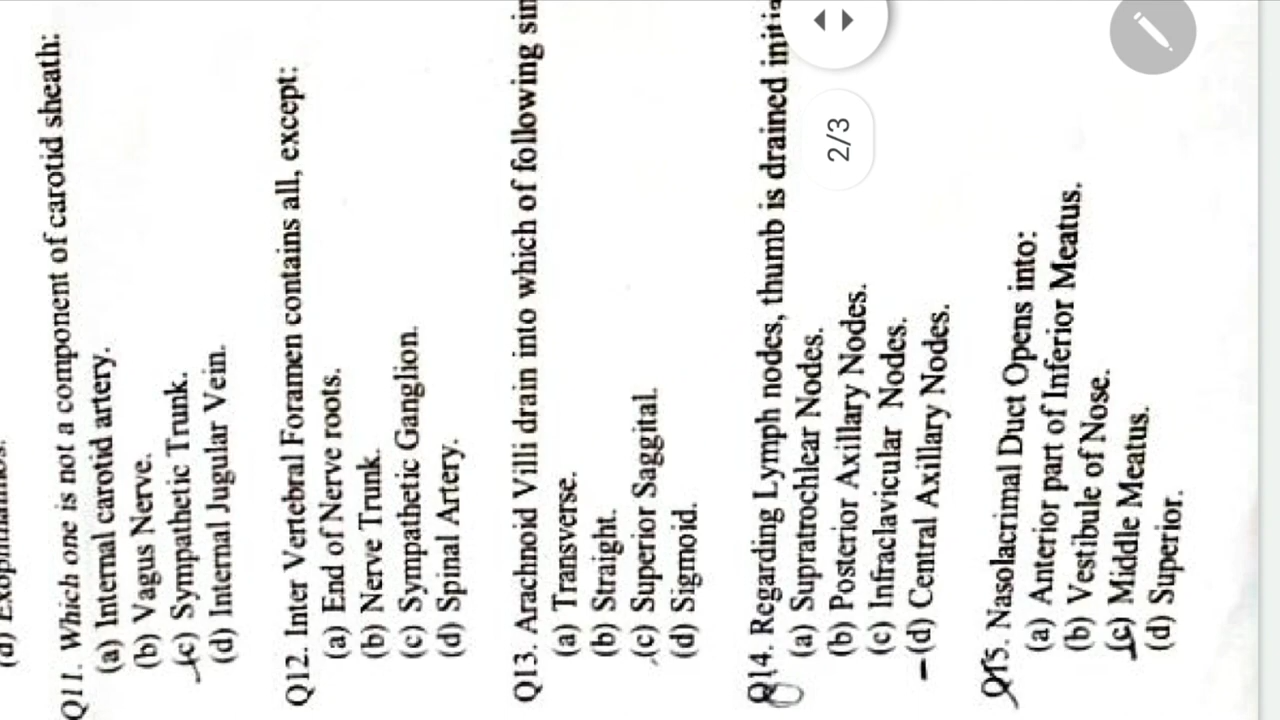 Q11. Which one is not a component of carotid sheath:
(a) Internal carotid artery.
(b) Vagus Nerve.
(c) Sympathetic Trunk.
(d) Internal Jugular Vein.
Q12. Inter Vertebral Foramen contains all, except:
(a) End of Nerve roots.
(b) Nerve Trunk.
(c) Sympathetic Ganglion.
(d) Spinal Artery.
Q13. Arachnoid Villi drain into which of following
(a) Transverse.
(b) Straight.
(c) Superior Saggital.
(d) Sigmoid.
Q14. Regarding Lymph nodes, thumb is drained
(a) Supratrochlear Nodes.
(b) Posterior Axillary Nodes.
(c) Infraclavicular Nodes.
(d) Central Axillary Nodes.
Q15. Nasolacrimal Duct Opens into:
(a) Anterior part of Inferior Meatus.
(b) Vestibule of Nose.
(c) Middle Meatus.
(d) Superior.
2/3